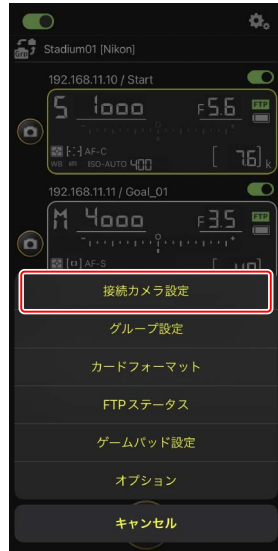 GRP Stadium01 [Nikon]
192.168.11.10 / Start
S 1000 F5.6 FTP
AF-C
WB ISO-AUTO 400 [ 7.6] k
192.168.11.11 / Goal_01
M 4000 F3.5 FTP
AF-S
接続カメラ設定
グループ設定
カードフォーマット
FTPステータス
ゲームパッド設定
オプション
キャンセル